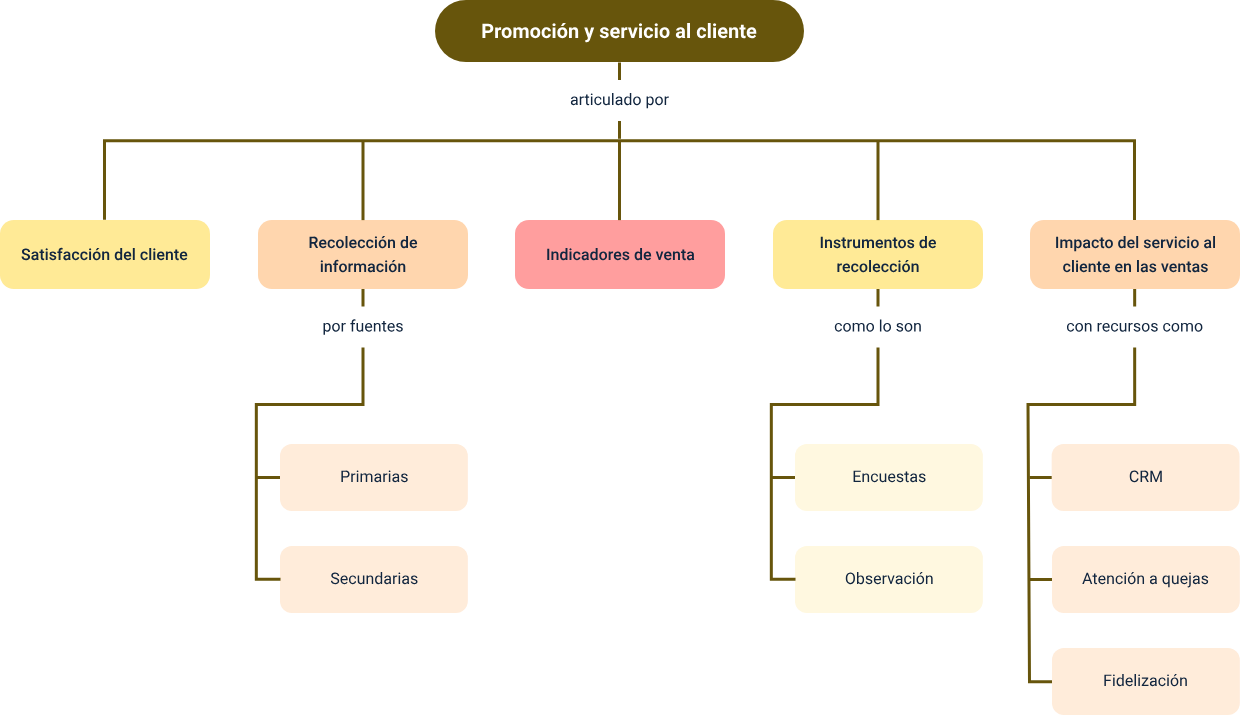 Promoción y servicio al cliente
articulado por
Satisfacción del cliente
Recolección de
información
Indicadores de venta
Instrumentos de
recolección
Impacto del servicio al
cliente en las ventas
por fuentes
como lo son
con recursos como
Primarias
Secundarias
Encuestas
Observación
CRM
Atención a quejas
Fidelización